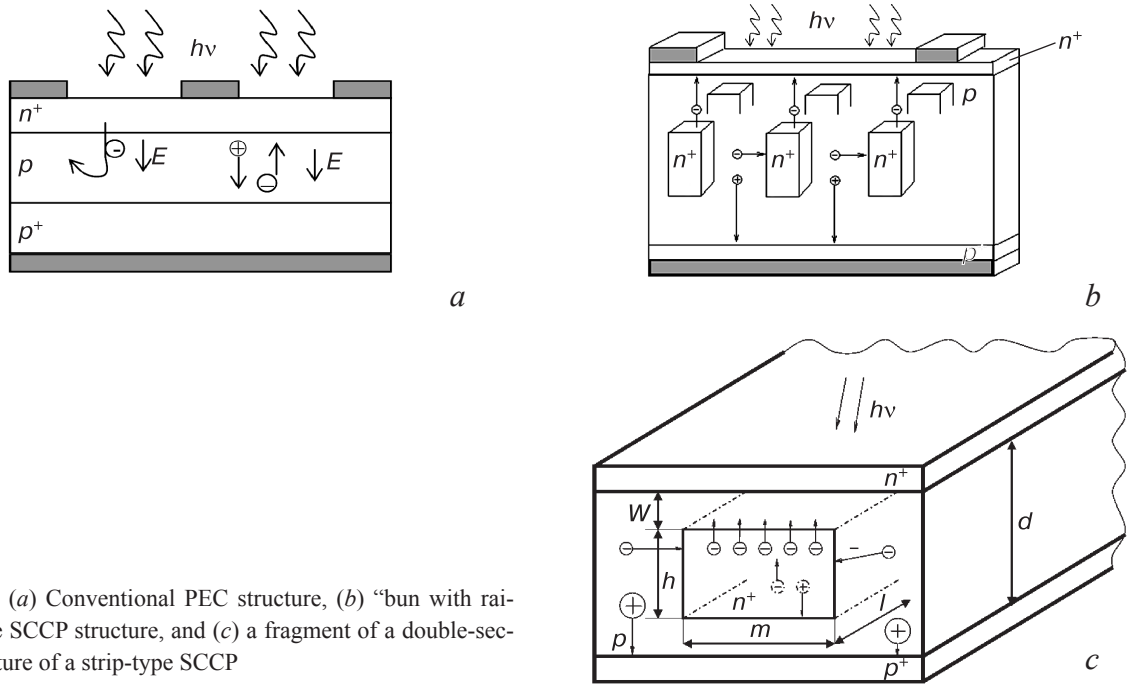 hν
n⁺
p
E
E
p⁺
a
hν
n⁺
p
n⁺
n⁺
n⁺
p
b
hν
n⁺
W
d
h
n⁺
l
p
m
p⁺
c
(a) Conventional PEC structure, (b) “bun with rai-
e SCCP structure, and (c) a fragment of a double-sec-
ture of a strip-type SCCP